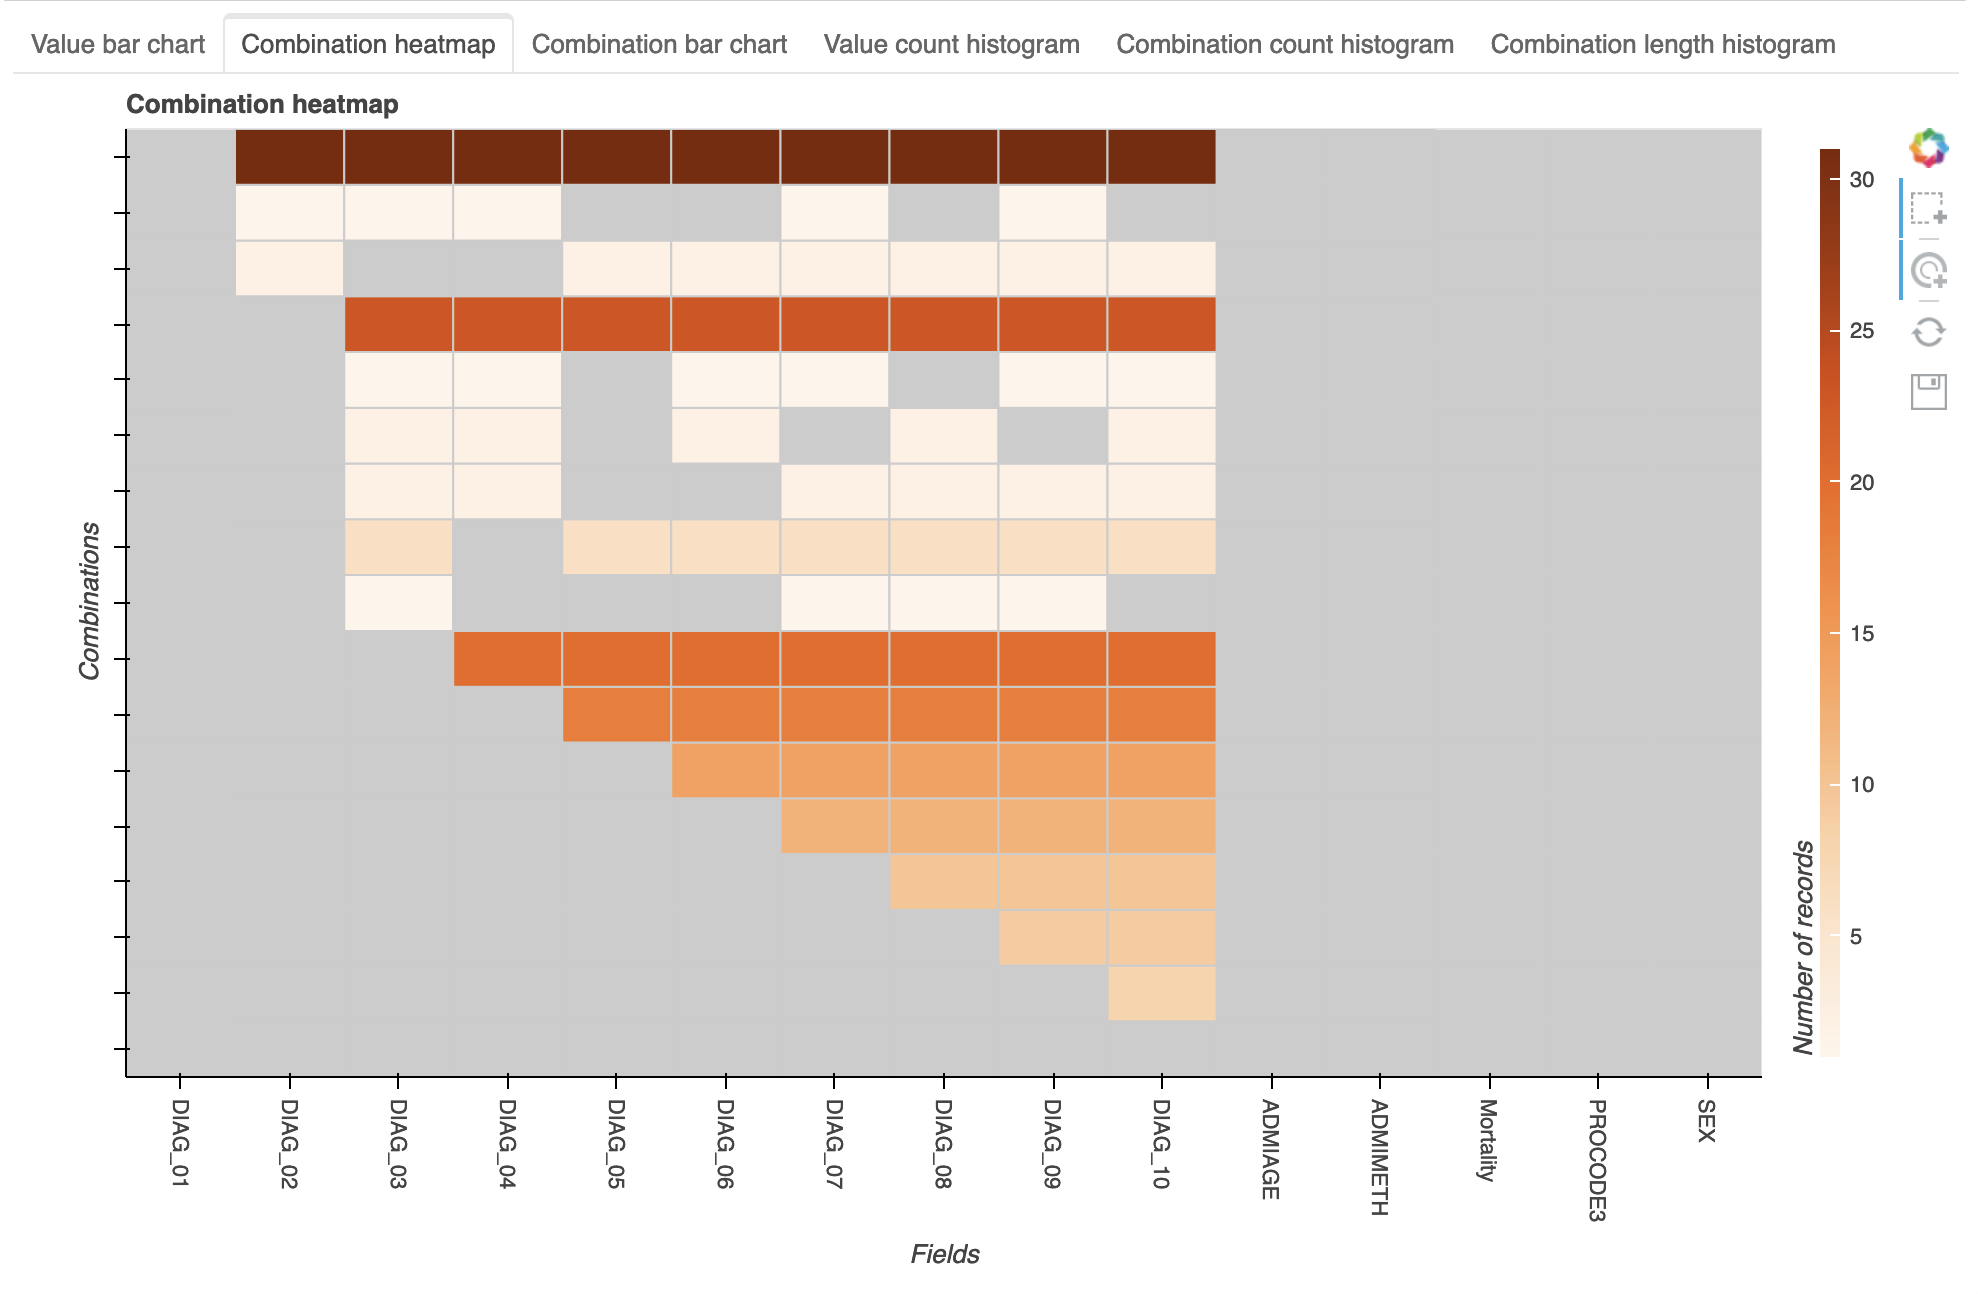 Value bar chart Combination heatmap Combination bar chart Value count histogram Combination count histogram Combination length histogram
Combination heatmap
Combinations
30
25
20
15
10
5
Number of records
DIAG_01
DIAG_02
DIAG_03
DIAG_04
DIAG_05
DIAG_06
DIAG_07
DIAG_08
DIAG_09
DIAG_10
ADMIAGE
ADMIMETH
Mortality
PROCODE3
SEX
Fields